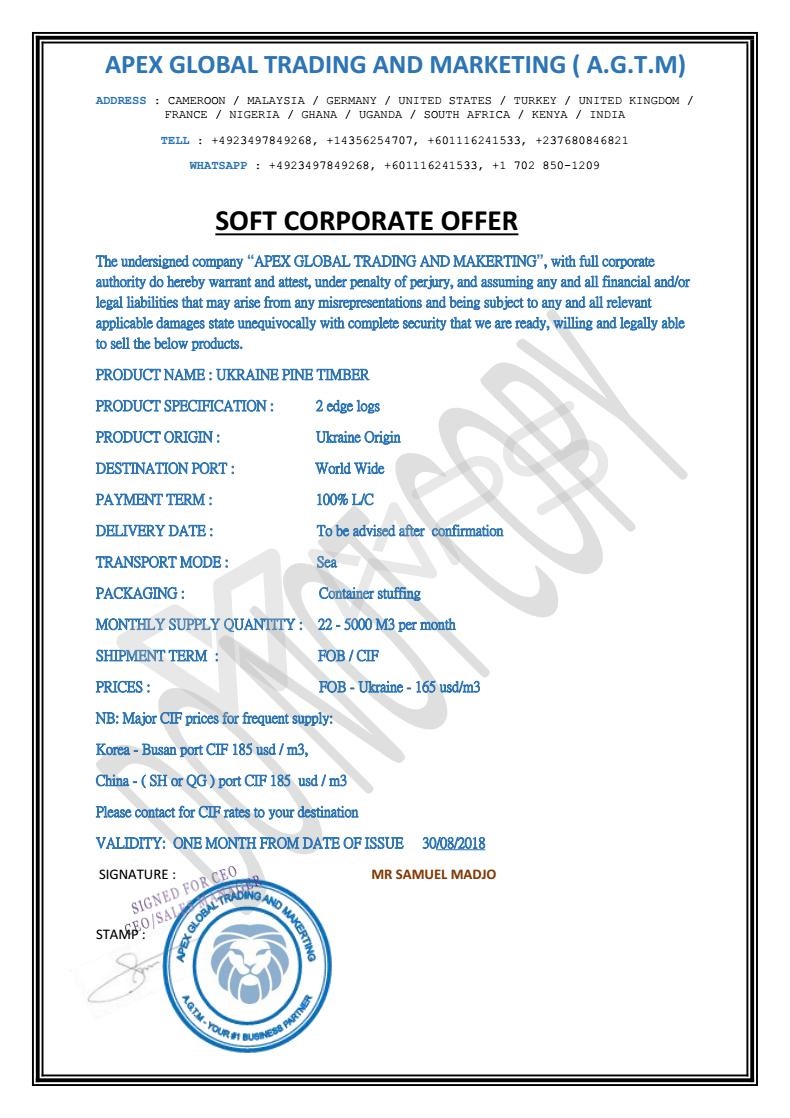 APEX GLOBAL TRADING AND MARKETING ( A.G.T.M)
ADDRESS : CAMEROON / MALAYSIA / GERMANY / UNITED STATES / TURKEY / UNITED KINGDOM /
FRANCE / NIGERIA / GHANA / UGANDA / SOUTH AFRICA / KENYA / INDIA
TELL : +4923497849268, +14356254707, +601116241533, +237680846821
WHATSAPP : +4923497849268, +601116241533, +1 702 850-1209
SOFT CORPORATE OFFER
The undersigned company “APEX GLOBAL TRADING AND MAKERTING”, with full corporate
authority do hereby warrant and attest, under penalty of perjury, and assuming any and all financial and/or
legal liabilities that may arise from any misrepresentations and being subject to any and all relevant
applicable damages state unequivocally with complete security that we are ready, willing and legally able
to sell the below products.
PRODUCT NAME : UKRAINE PINE TIMBER
PRODUCT SPECIFICATION : 2 edge logs
PRODUCT ORIGIN : Ukraine Origin
DESTINATION PORT : World Wide
PAYMENT TERM : 100% L/C
DELIVERY DATE : To be advised after confirmation
TRANSPORT MODE : Sea
PACKAGING : Container stuffing
MONTHLY SUPPLY QUANTITY : 22 - 5000 M3 per month
SHIPMENT TERM : FOB / CIF
PRICES : FOB - Ukraine - 165 usd/m3
NB: Major CIF prices for frequent supply:
Korea - Busan port CIF 185 usd / m3,
China - ( SH or QG ) port CIF 185 usd / m3
Please contact for CIF rates to your destination
VALIDITY: ONE MONTH FROM DATE OF ISSUE 30/08/2018
SIGNATURE : MR SAMUEL MADJO
SIGNED FOR CEO
CEO/SALES MANAGER
STAMP :
APEX GLOBAL TRADING AND MAKERTING
A.G.T.M - YOUR #1 BUSINESS PARTNER
DO NOT COPY